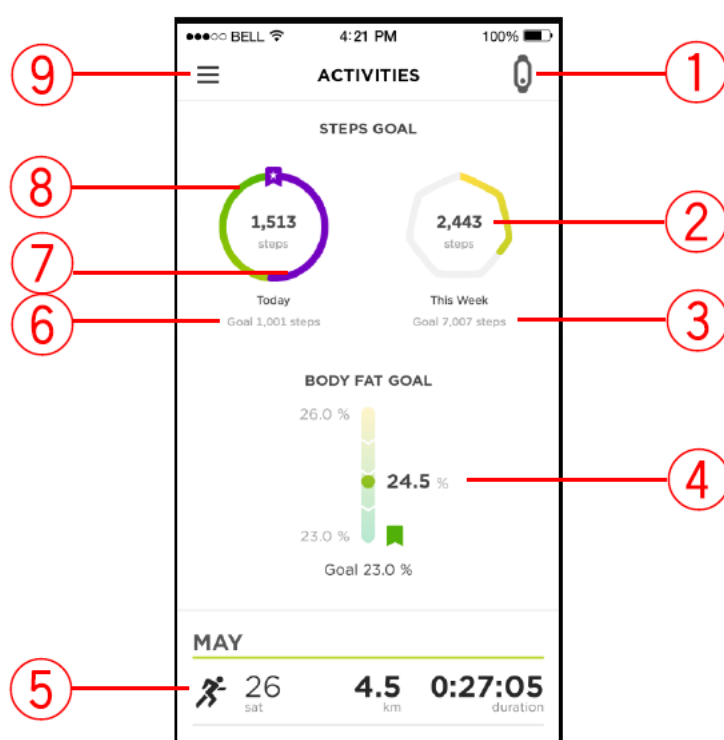 BELL 4:21 PM 100%
9 ACTIVITIES 1
STEPS GOAL
8
1,513 2,443 2
steps steps
7
Today This Week
6 Goal 1,001 steps Goal 7,007 steps 3
BODY FAT GOAL
26.0 %
24.5 % 4
23.0 %
Goal 23.0 %
MAY
5 26 4.5 0:27:05
sat km duration